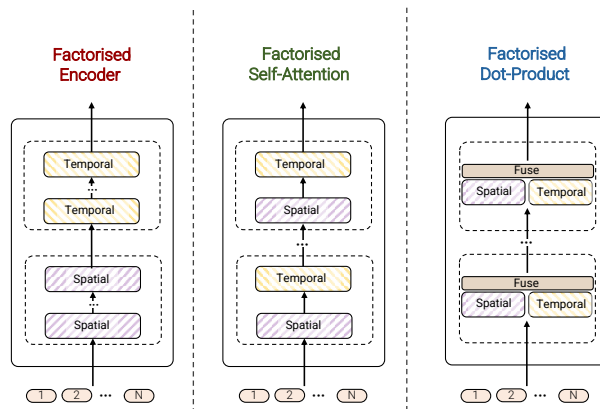 Factorised
Encoder
Temporal
...
Temporal
Spatial
...
Spatial
1 2 ... N
Factorised
Self-Attention
Temporal
Spatial
...
Temporal
Spatial
1 2 ... N
Factorised
Dot-Product
Fuse
Spatial Temporal
...
Fuse
Spatial Temporal
1 2 ... N